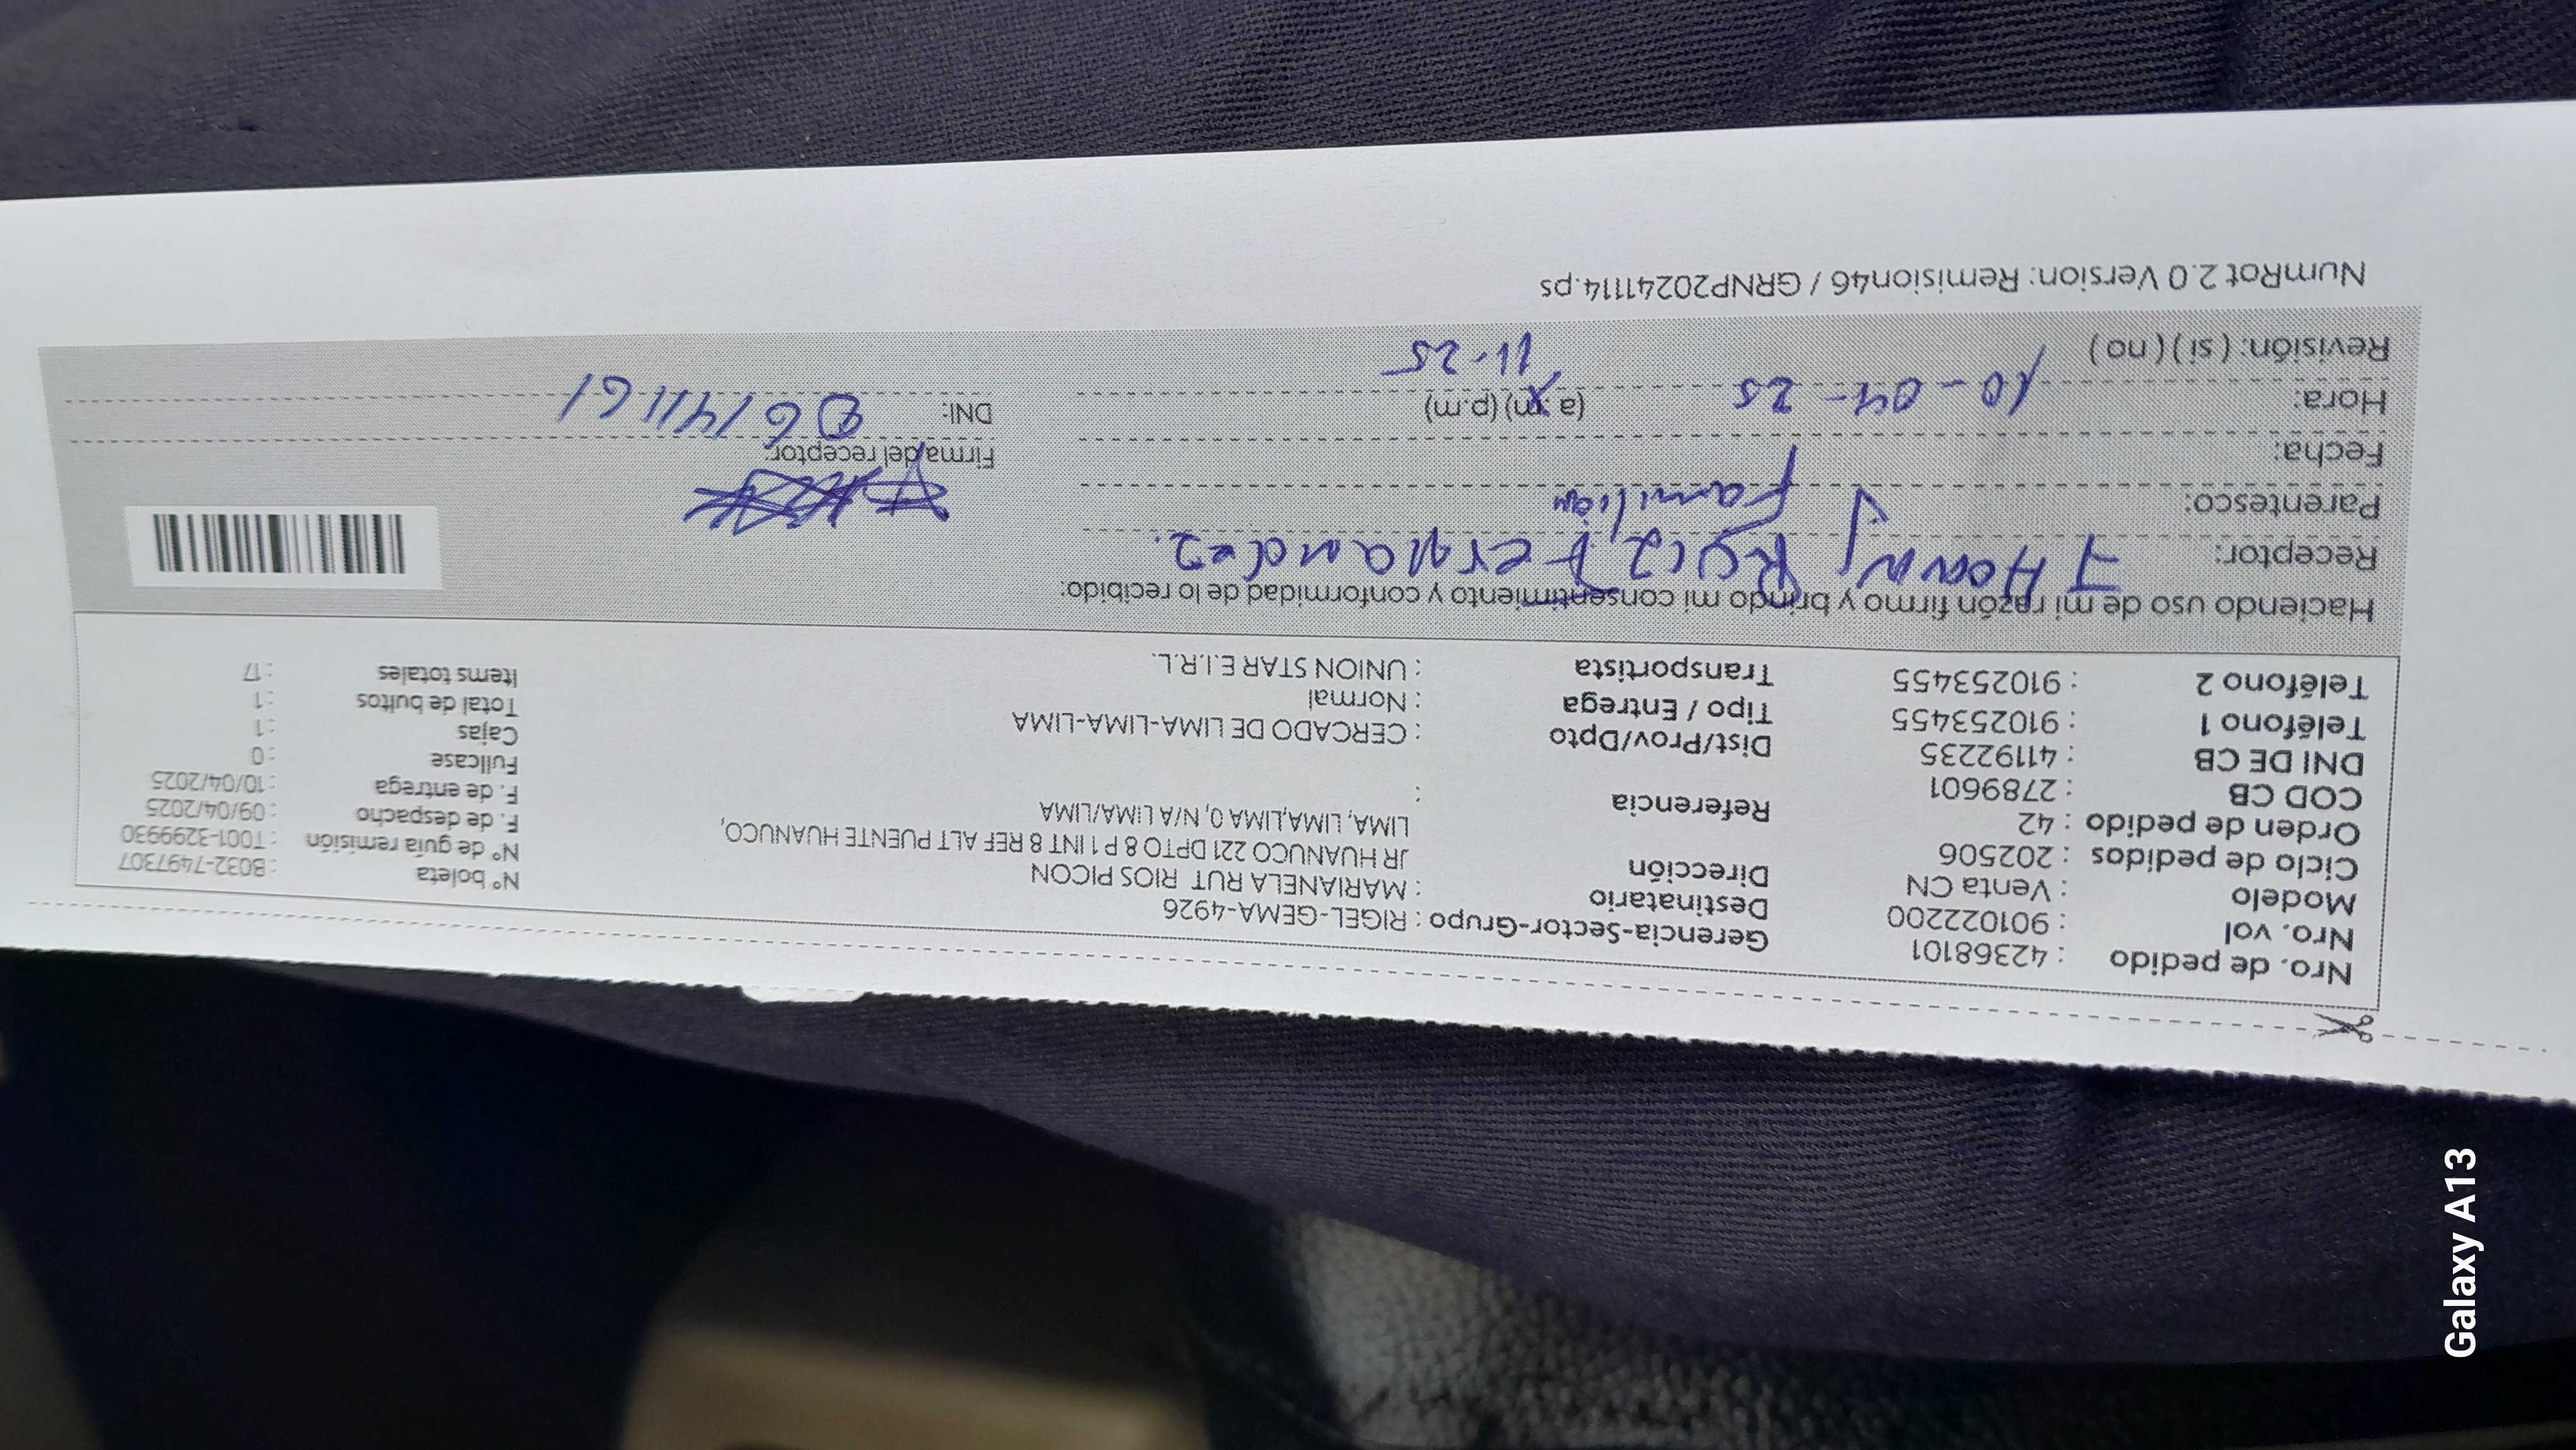 Nro. de pedido : 42368101
Nro. vol : 901022200
Modelo : Venta CN
Ciclo de pedidos : 202506
Orden de pedido : 42
COD CB : 2789601
DNI DE CB : 41192235
Teléfono 1 : 910253455
Teléfono 2 : 910253455
Gerencia-Sector-Grupo : RIGEL-GEMA-4926
Destinatario : MARIANELA RUT RIOS PICON
Dirección JR HUANUCO 221 DPTO 8 P 1 INT 8 REF ALT PUENTE HUANUCO,
LIMA, LIMA,LIMA 0, N/A LIMA/LIMA
Referencia :
Dist/Prov/Dpto : CERCADO DE LIMA-LIMA-LIMA
Tipo / Entrega : Normal
Transportista : UNION STAR E.I.R.L.
N° boleta : B032-7497307
N° de guía remisión : T001-3299930
F. de despacho : 09/04/2025
F. de entrega : 10/04/2025
Fullcase : 0
Cajas : 1
Total de bultos : 1
Items totales : 17
Haciendo uso de mi razón firmo y brindo mi consentimiento y conformidad de lo recibido:
Receptor: Ruiz Fernandez.
Parentesco: familiar
Fecha: 10-04-25
Hora: (a.m) (p.m) 11-25
Revisión: ( si ) ( no )
Firma del receptor:
DNI: 06141161
NumRot 2.0 Version: Remision46 / GRNP20241114.ps
Galaxy A13